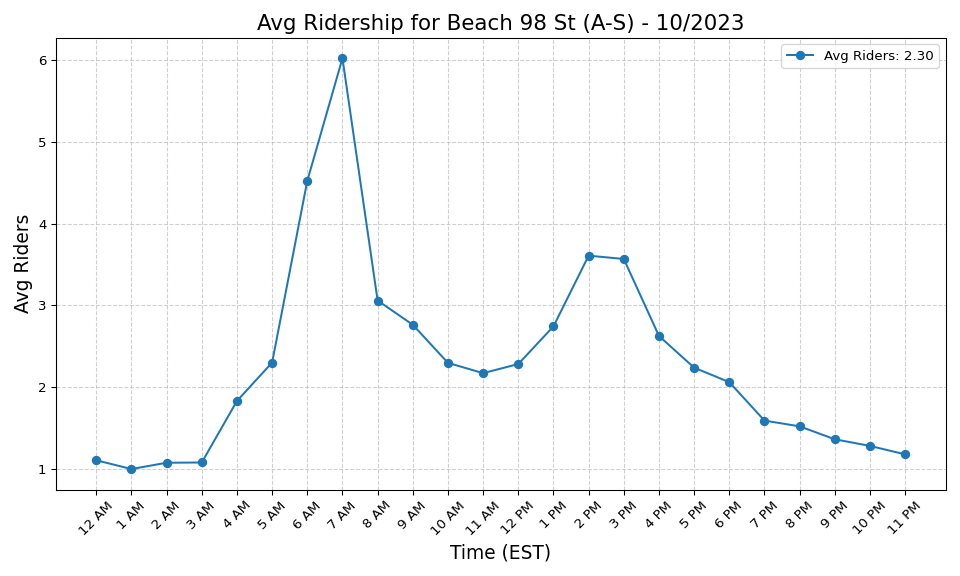 Avg Ridership for Beach 98 St (A-S) - 10/2023
Avg Riders: 2.30
Avg Riders
6
5
4
3
2
1
12 AM
1 AM
2 AM
3 AM
4 AM
5 AM
6 AM
7 AM
8 AM
9 AM
10 AM
11 AM
12 PM
1 PM
2 PM
3 PM
4 PM
5 PM
6 PM
7 PM
8 PM
9 PM
10 PM
11 PM
Time (EST)